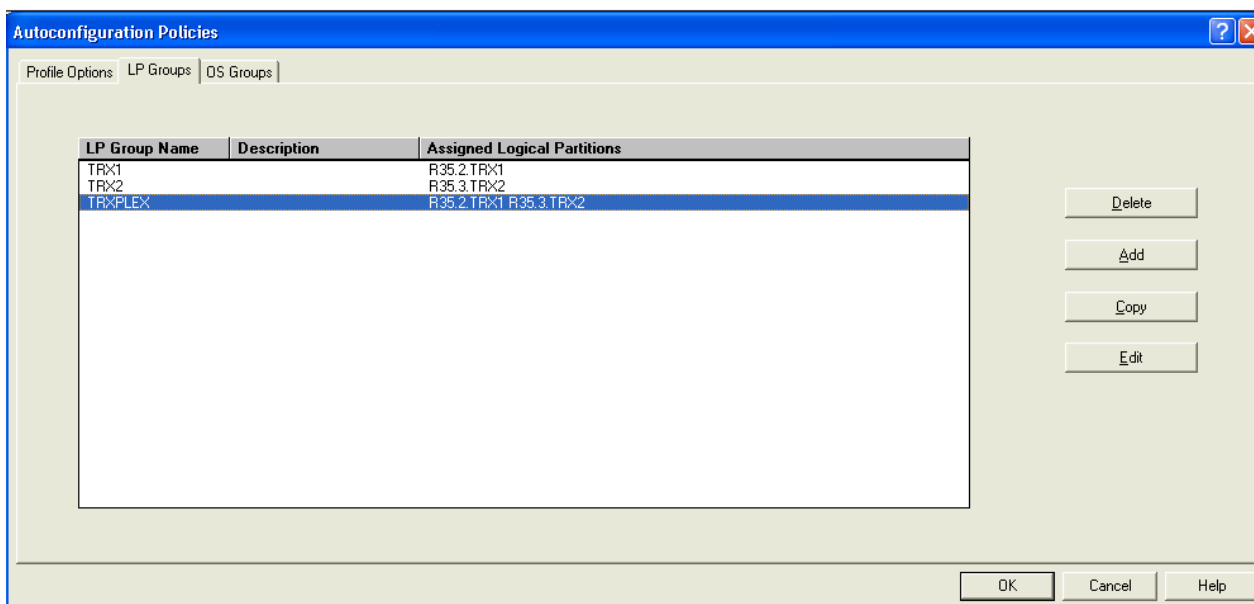 Autoconfiguration Policies
Profile Options LP Groups OS Groups
LP Group Name Description Assigned Logical Partitions
TRX1 R35.2.TRX1
TRX2 R35.3.TRX2
TRXPLEX R35.2.TRX1 R35.3.TRX2
Delete
Add
Copy
Edit
OK Cancel Help